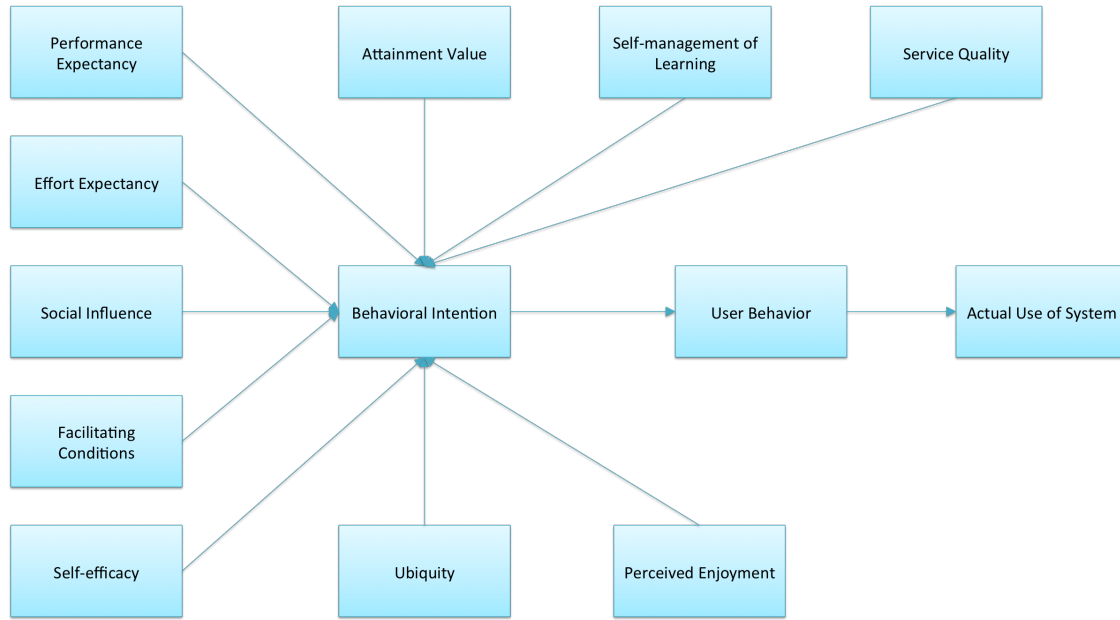 Performance
Expectancy
Attainment Value
Self-management of
Learning
Service Quality
Effort Expectancy
Social Influence
Behavioral Intention
User Behavior
Actual Use of System
Facilitating
Conditions
Self-efficacy
Ubiquity
Perceived Enjoyment